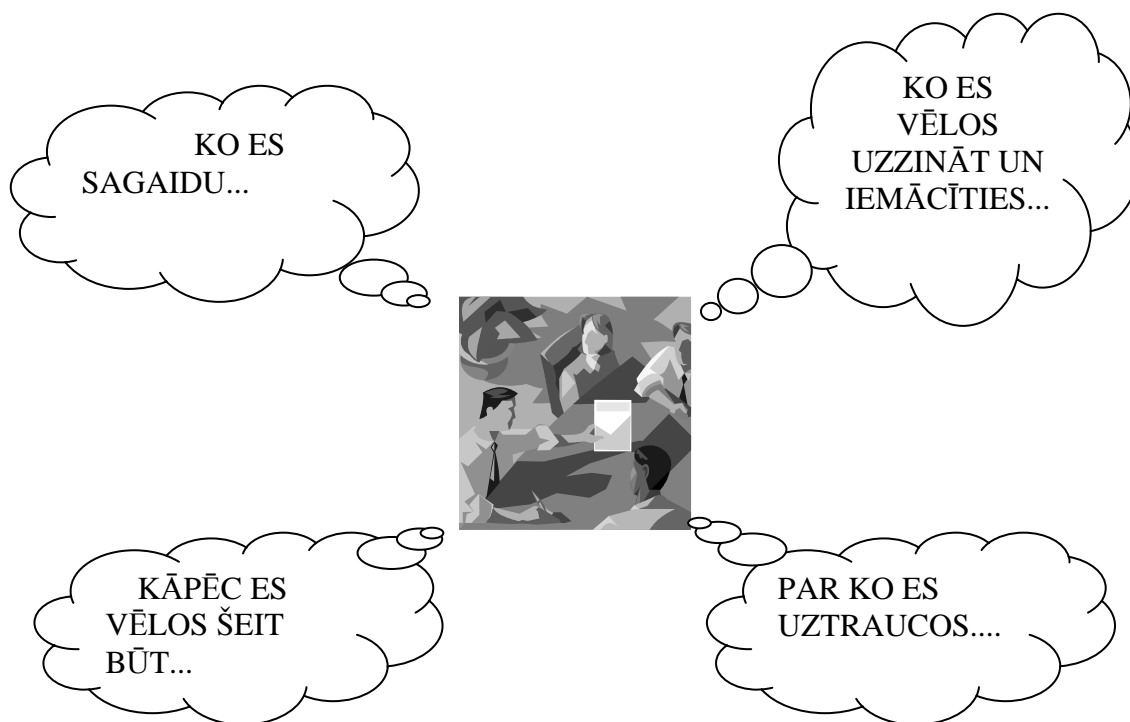 KO ES
SAGAIDU...
KO ES
VĒLOS
UZZINĀT UN
IEMĀCĪTIES...
KĀPĒC ES
VĒLOS ŠEIT
BŪT...
PAR KO ES
UZTRAUCOS....